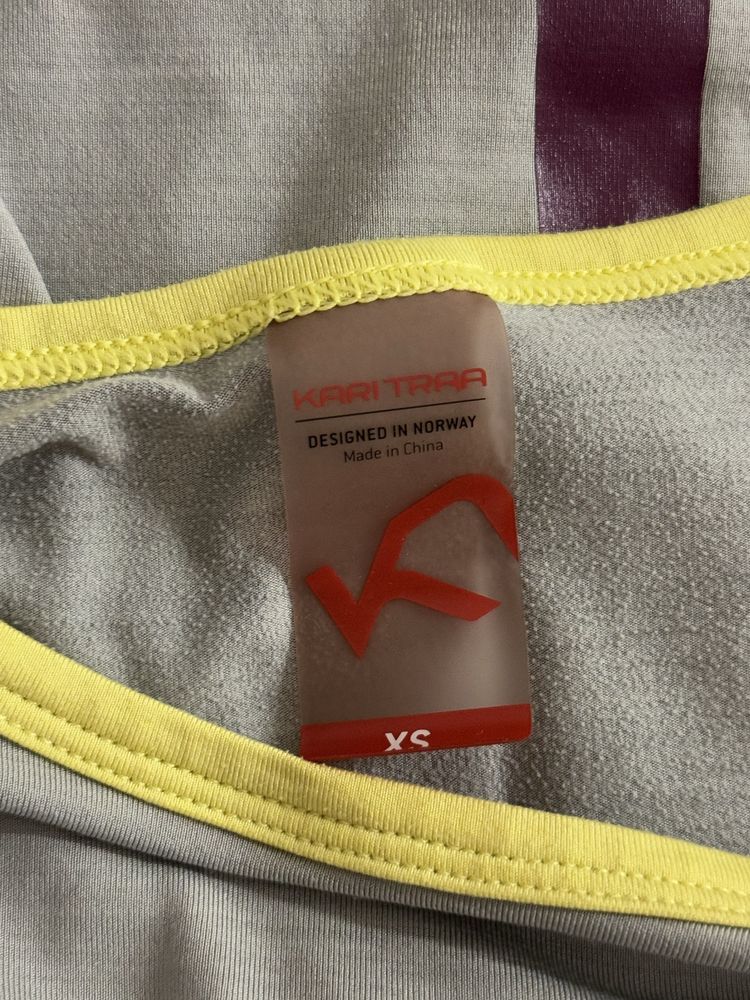 KARI TRAA
DESIGNED IN NORWAY
Made in China
XS